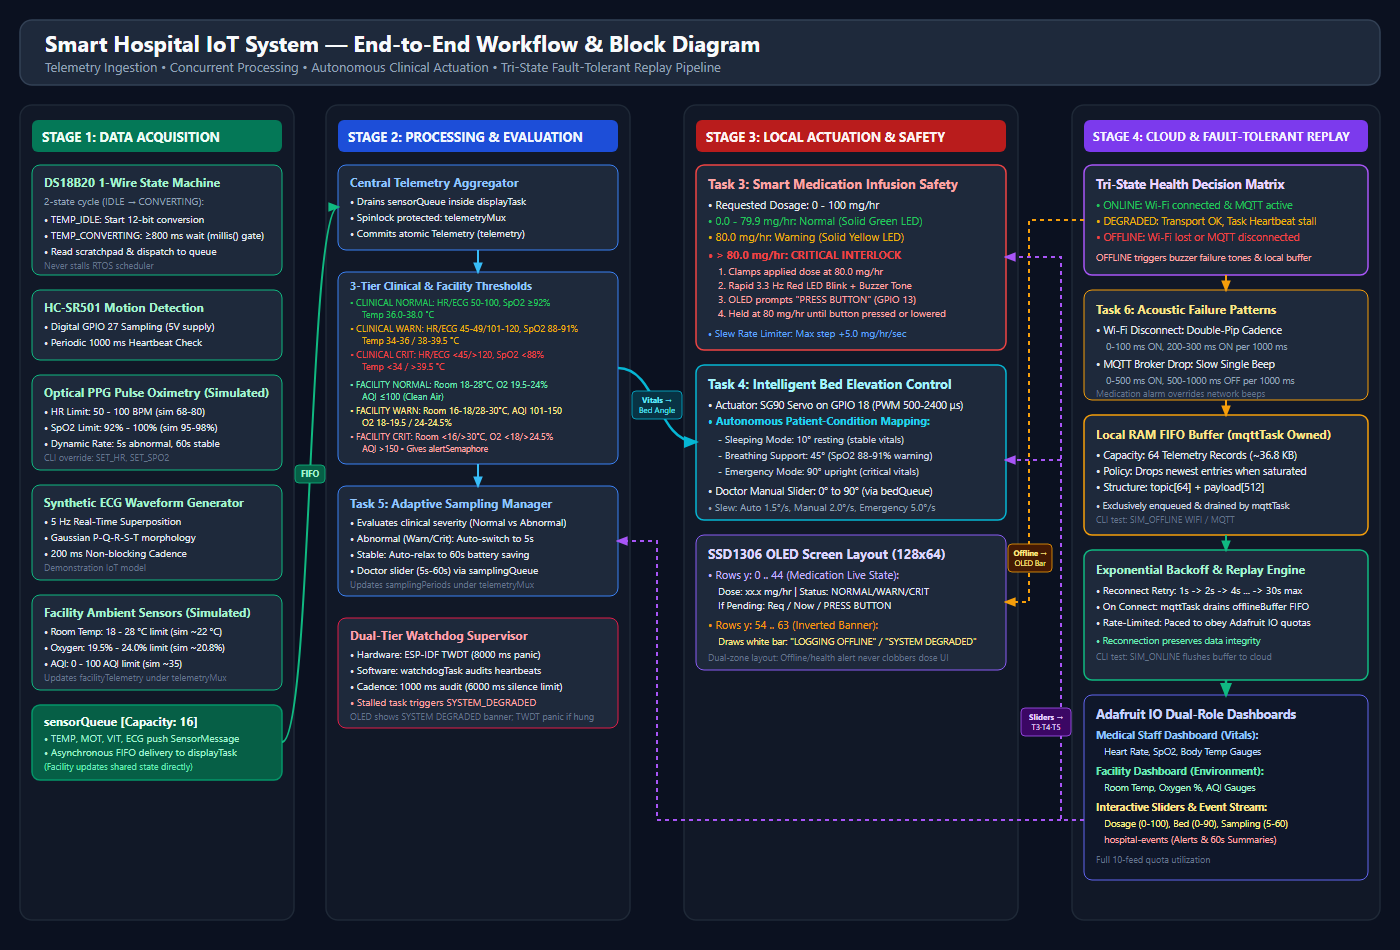 Smart Hospital IoT System — End-to-End Workflow & Block Diagram
Telemetry Ingestion • Concurrent Processing • Autonomous Clinical Actuation • Tri-State Fault-Tolerant Replay Pipeline
STAGE 1: DATA ACQUISITION
DS18B20 1-Wire State Machine
2-state cycle (IDLE → CONVERTING):
• TEMP_IDLE: Start 12-bit conversion
• TEMP_CONVERTING: ≥800 ms wait (millis() gate)
• Read scratchpad & dispatch to queue
Never stalls RTOS scheduler
HC-SR501 Motion Detection
• Digital GPIO 27 Sampling (5V supply)
• Periodic 1000 ms Heartbeat Check
Optical PPG Pulse Oximetry (Simulated)
• HR Limit: 50 - 100 BPM (sim 68-80)
• SpO2 Limit: 92% - 100% (sim 95-98%)
• Dynamic Rate: 5s abnormal, 60s stable
CLI override: SET_HR, SET_SPO2
Synthetic ECG Waveform Generator
• 5 Hz Real-Time Superposition
• Gaussian P-Q-R-S-T morphology
• 200 ms Non-blocking Cadence
Demonstration IoT model
Facility Ambient Sensors (Simulated)
• Room Temp: 18 - 28 °C limit (sim ~22 °C)
• Oxygen: 19.5% - 24.0% limit (sim ~20.8%)
• AQI: 0 - 100 AQI limit (sim ~35)
Updates facilityTelemetry under telemetryMux
sensorQueue [Capacity: 16]
• TEMP, MOT, VIT, ECG push SensorMessage
• Asynchronous FIFO delivery to displayTask
(Facility updates shared state directly)
FIFO
STAGE 2: PROCESSING & EVALUATION
Central Telemetry Aggregator
• Drains sensorQueue inside displayTask
• Spinlock protected: telemetryMux
• Commits atomic Telemetry (telemetry)
3-Tier Clinical & Facility Thresholds
• CLINICAL NORMAL: HR/ECG 50-100, SpO2 ≥92%
Temp 36.0-38.0 °C
• CLINICAL WARN: HR/ECG 45-49/101-120, SpO2 88-91%
Temp 34-36 / 38-39.5 °C
• CLINICAL CRIT: HR/ECG <45/>120, SpO2 <88%
Temp <34 / >39.5 °C
• FACILITY NORMAL: Room 18-28°C, O2 19.5-24%
AQI ≤100 (Clean Air)
• FACILITY WARN: Room 16-18/28-30°C, AQI 101-150
O2 18-19.5 / 24-24.5%
• FACILITY CRIT: Room <16/>30°C, O2 <18/>24.5%
AQI >150 • Gives alertSemaphore
Task 5: Adaptive Sampling Manager
• Evaluates clinical severity (Normal vs Abnormal)
• Abnormal (Warn/Crit): Auto-switch to 5s
• Stable: Auto-relax to 60s battery saving
• Doctor slider (5s-60s) via samplingQueue
Updates samplingPeriods under telemetryMux
Dual-Tier Watchdog Supervisor
• Hardware: ESP-IDF TWDT (8000 ms panic)
• Software: watchdogTask audits heartbeats
• Cadence: 1000 ms audit (6000 ms silence limit)
• Stalled task triggers SYSTEM_DEGRADED
OLED shows SYSTEM DEGRADED banner; TWDT panic if hung
Vitals →
Bed Angle
STAGE 3: LOCAL ACTUATION & SAFETY
Task 3: Smart Medication Infusion Safety
• Requested Dosage: 0 - 100 mg/hr
• 0.0 - 79.9 mg/hr: Normal (Solid Green LED)
• 80.0 mg/hr: Warning (Solid Yellow LED)
• > 80.0 mg/hr: CRITICAL INTERLOCK
1. Clamps applied dose at 80.0 mg/hr
2. Rapid 3.3 Hz Red LED Blink + Buzzer Tone
3. OLED prompts "PRESS BUTTON" (GPIO 13)
4. Held at 80 mg/hr until button pressed or lowered
• Slew Rate Limiter: Max step +5.0 mg/hr/sec
Task 4: Intelligent Bed Elevation Control
• Actuator: SG90 Servo on GPIO 18 (PWM 500-2400 µs)
• Autonomous Patient-Condition Mapping:
- Sleeping Mode: 10° resting (stable vitals)
- Breathing Support: 45° (SpO2 88-91% warning)
- Emergency Mode: 90° upright (critical vitals)
• Doctor Manual Slider: 0° to 90° (via bedQueue)
• Slew: Auto 1.5°/s, Manual 2.0°/s, Emergency 5.0°/s
SSD1306 OLED Screen Layout (128x64)
• Rows y: 0 .. 44 (Medication Live State):
Dose: xx.x mg/hr | Status: NORMAL/WARN/CRIT
If Pending: Req / Now / PRESS BUTTON
• Rows y: 54 .. 63 (Inverted Banner):
Draws white bar: "LOGGING OFFLINE" / "SYSTEM DEGRADED"
Dual-zone layout: Offline/health alert never clobbers dose UI
Offline →
OLED Bar
Sliders →
T3-T4-T5
STAGE 4: CLOUD & FAULT-TOLERANT REPLAY
Tri-State Health Decision Matrix
• ONLINE: Wi-Fi connected & MQTT active
• DEGRADED: Transport OK, Task Heartbeat stall
• OFFLINE: Wi-Fi lost or MQTT disconnected
OFFLINE triggers buzzer failure tones & local buffer
Task 6: Acoustic Failure Patterns
• Wi-Fi Disconnect: Double-Pip Cadence
0-100 ms ON, 200-300 ms ON per 1000 ms
• MQTT Broker Drop: Slow Single Beep
0-500 ms ON, 500-1000 ms OFF per 1000 ms
Medication alarm overrides network beeps
Local RAM FIFO Buffer (mqttTask Owned)
• Capacity: 64 Telemetry Records (~36.8 KB)
• Policy: Drops newest entries when saturated
• Structure: topic[64] + payload[512]
• Exclusively enqueued & drained by mqttTask
CLI test: SIM_OFFLINE WIFI / MQTT
Exponential Backoff & Replay Engine
• Reconnect Retry: 1s -> 2s -> 4s ... -> 30s max
• On Connect: mqttTask drains offlineBuffer FIFO
• Rate-Limited: Paced to obey Adafruit IO quotas
• Reconnection preserves data integrity
CLI test: SIM_ONLINE flushes buffer to cloud
Adafruit IO Dual-Role Dashboards
Medical Staff Dashboard (Vitals):
Heart Rate, SpO2, Body Temp Gauges
Facility Dashboard (Environment):
Room Temp, Oxygen %, AQI Gauges
Interactive Sliders & Event Stream:
Dosage (0-100), Bed (0-90), Sampling (5-60)
hospital-events (Alerts & 60s Summaries)
Full 10-feed quota utilization